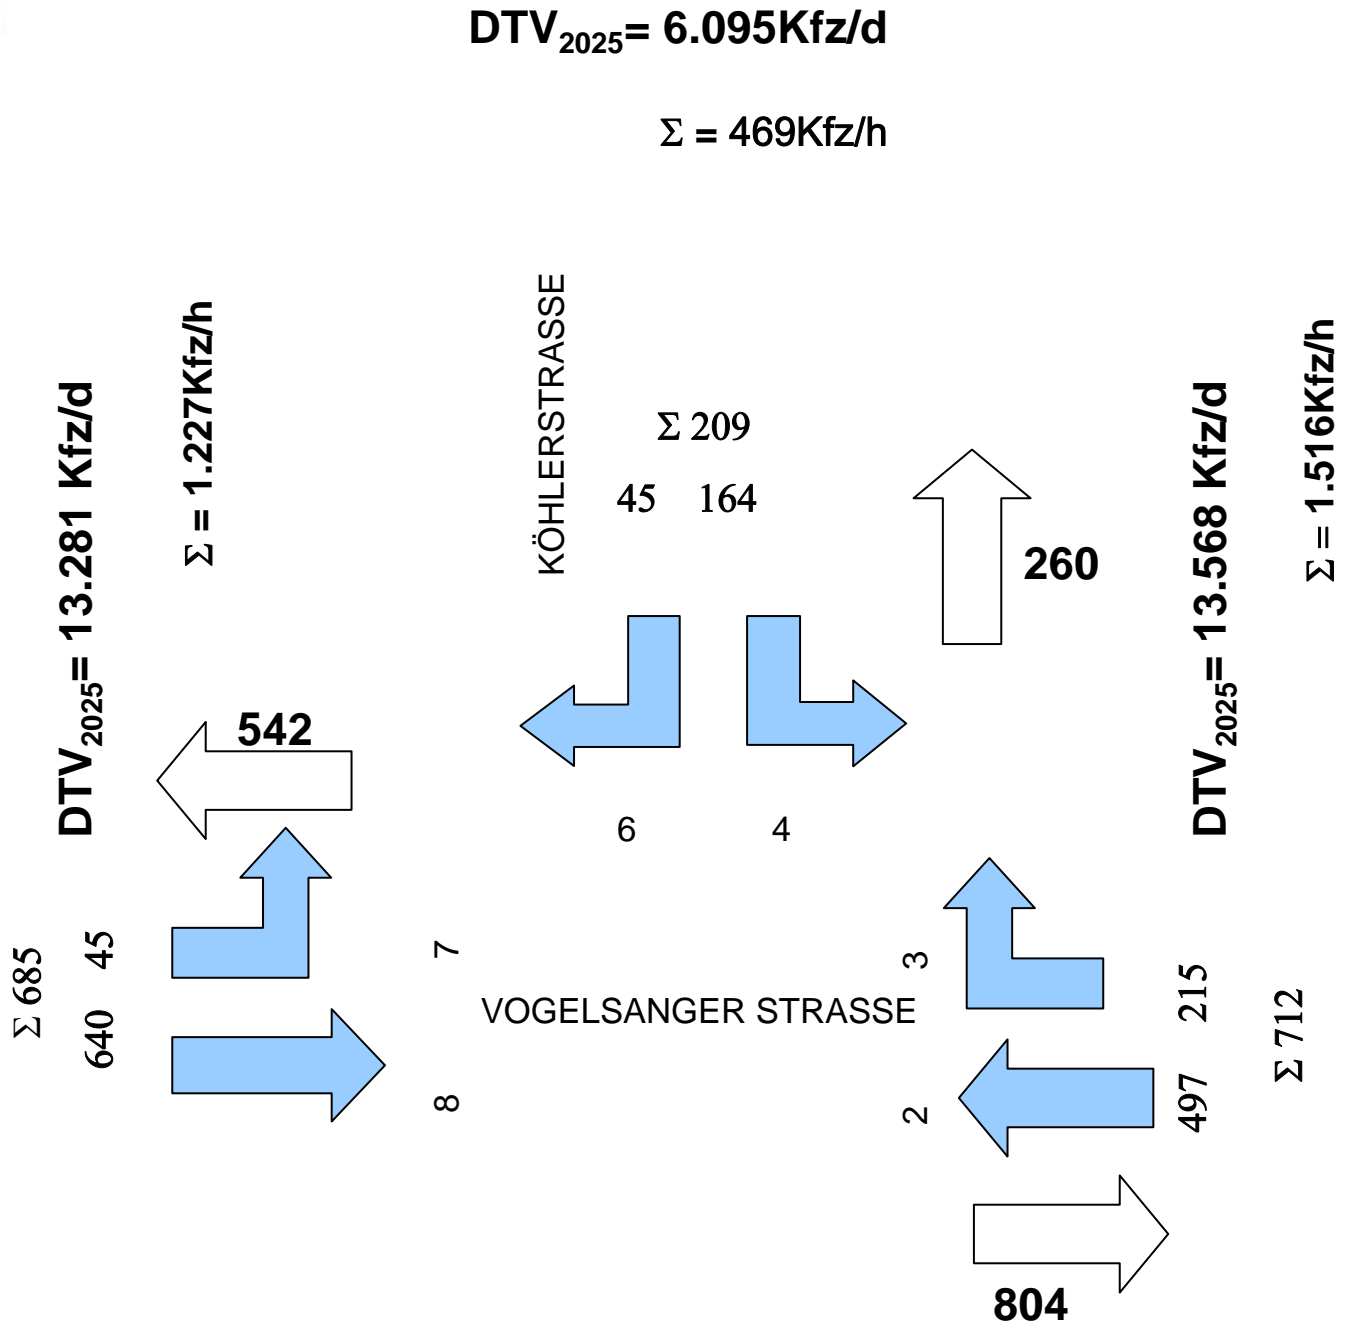 DTV2025= 6.095Kfz/d
Σ = 469Kfz/h
DTV2025= 13.281 Kfz/d
Σ = 1.227Kfz/h
KÖHLERSTRASSE
Σ 209
45 164
260
DTV2025= 13.568 Kfz/d
Σ = 1.516Kfz/h
542
6 4
Σ 685
45
640
7
8
VOGELSANGER STRASSE
3
2
215
497
Σ 712
804